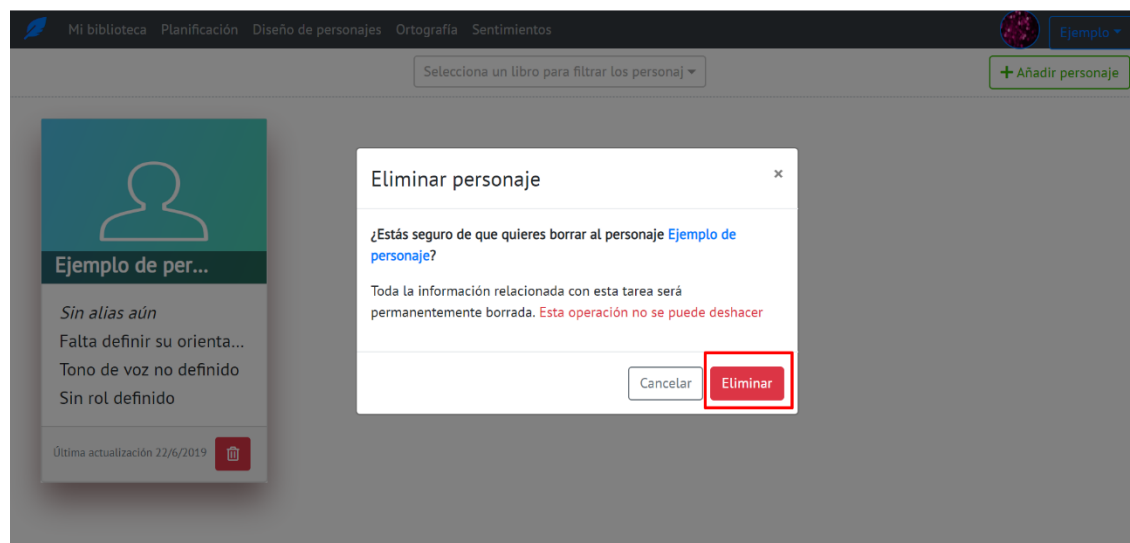 Mi biblioteca Planificación Diseño de personajes Ortografía Sentimientos Ejemplo
Selecciona un libro para filtrar los personaj
+ Añadir personaje
Ejemplo de per...
Sin alias aún
Falta definir su orienta...
Tono de voz no definido
Sin rol definido
Última actualización 22/6/2019
Eliminar personaje ×
¿Estás seguro de que quieres borrar al personaje Ejemplo de
personaje?
Toda la información relacionada con esta tarea será
permanentemente borrada. Esta operación no se puede deshacer
Cancelar Eliminar